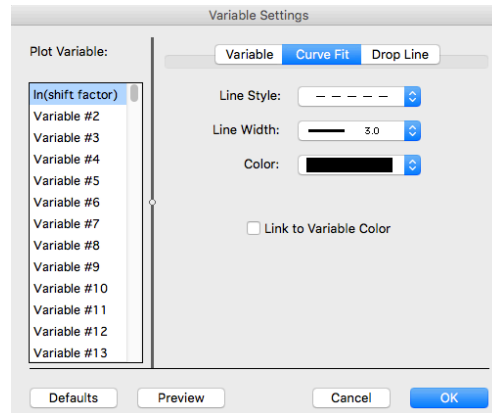 Variable Settings
Plot Variable:
Variable Curve Fit Drop Line
ln(shift factor)
Variable #2
Variable #3
Variable #4
Variable #5
Variable #6
Variable #7
Variable #8
Variable #9
Variable #10
Variable #11
Variable #12
Variable #13
Line Style:
Line Width: 3.0
Color:
Link to Variable Color
Defaults Preview Cancel OK